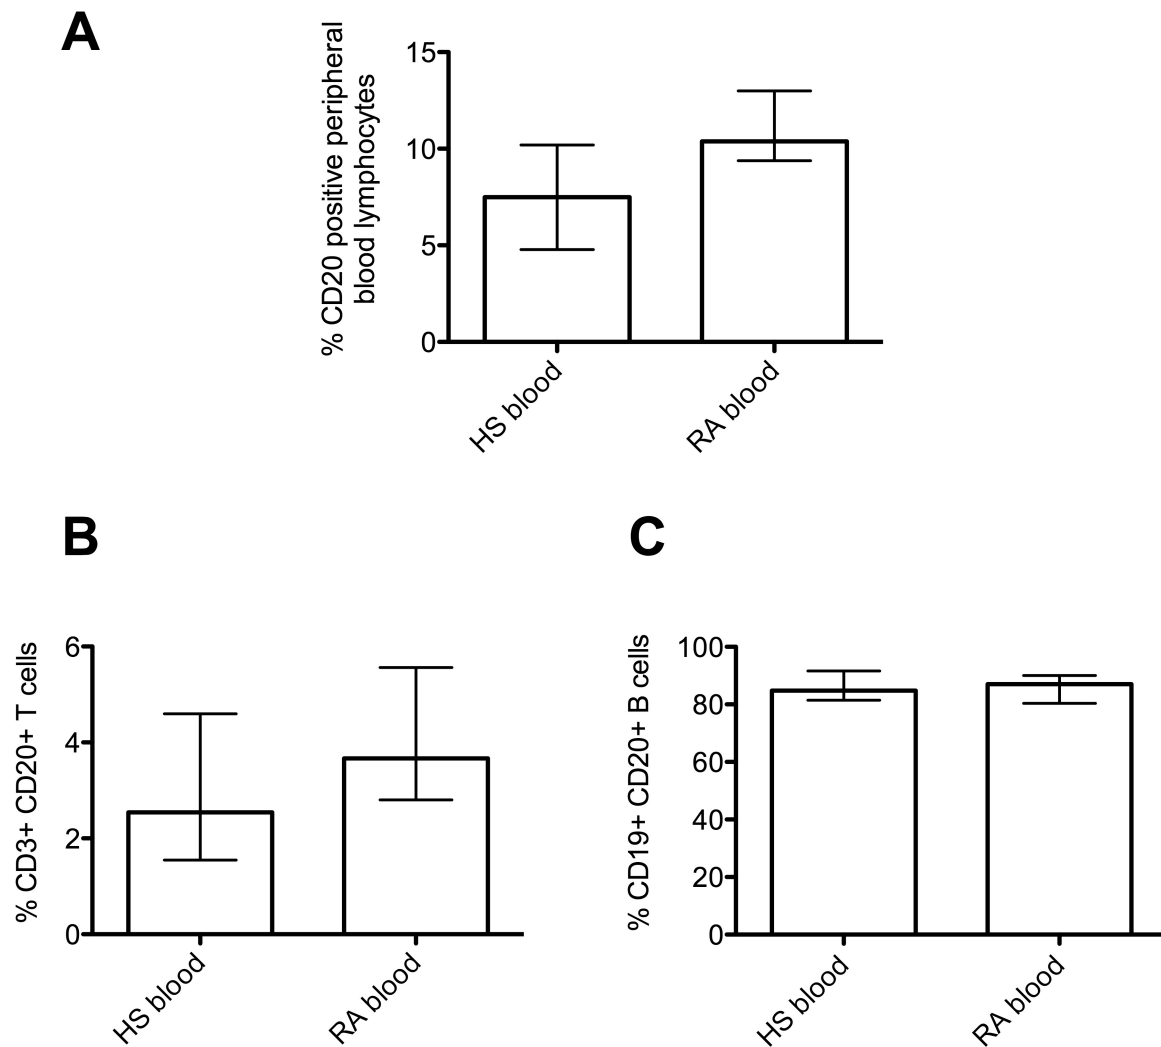 A
% CD20 positive peripheral
blood lymphocytes
15
10
5
0
HS blood
RA blood
B
% CD3+ CD20+ T cells
6
4
2
0
HS blood
RA blood
C
% CD19+ CD20+ B cells
100
80
60
40
20
0
HS blood
RA blood